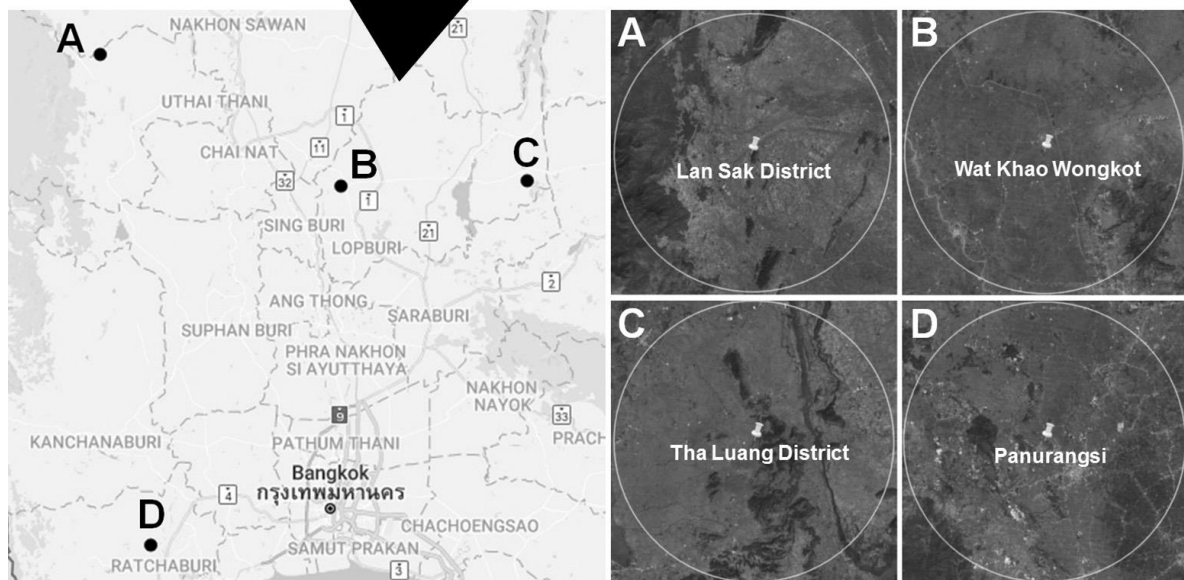 A
NAKHON SAWAN
21
UTHAI THANI
1
CHAI NAT
11
B
C
32
1
SING BURI
21
LOPBURI
2
ANG THONG
SARABURI
SUPHAN BURI
PHRA NAKHON
SI AYUTTHAYA
NAKHON
NAYOK
9
33
KANCHANABURI
PATHUM THANI
PRACH
Bangkok
กรุงเทพมหานคร
4
D
CHACHOENGSAO
SAMUT PRAKAN
RATCHABURI
3
A
Lan Sak District
B
Wat Khao Wongkot
C
Tha Luang District
D
Panurangsi